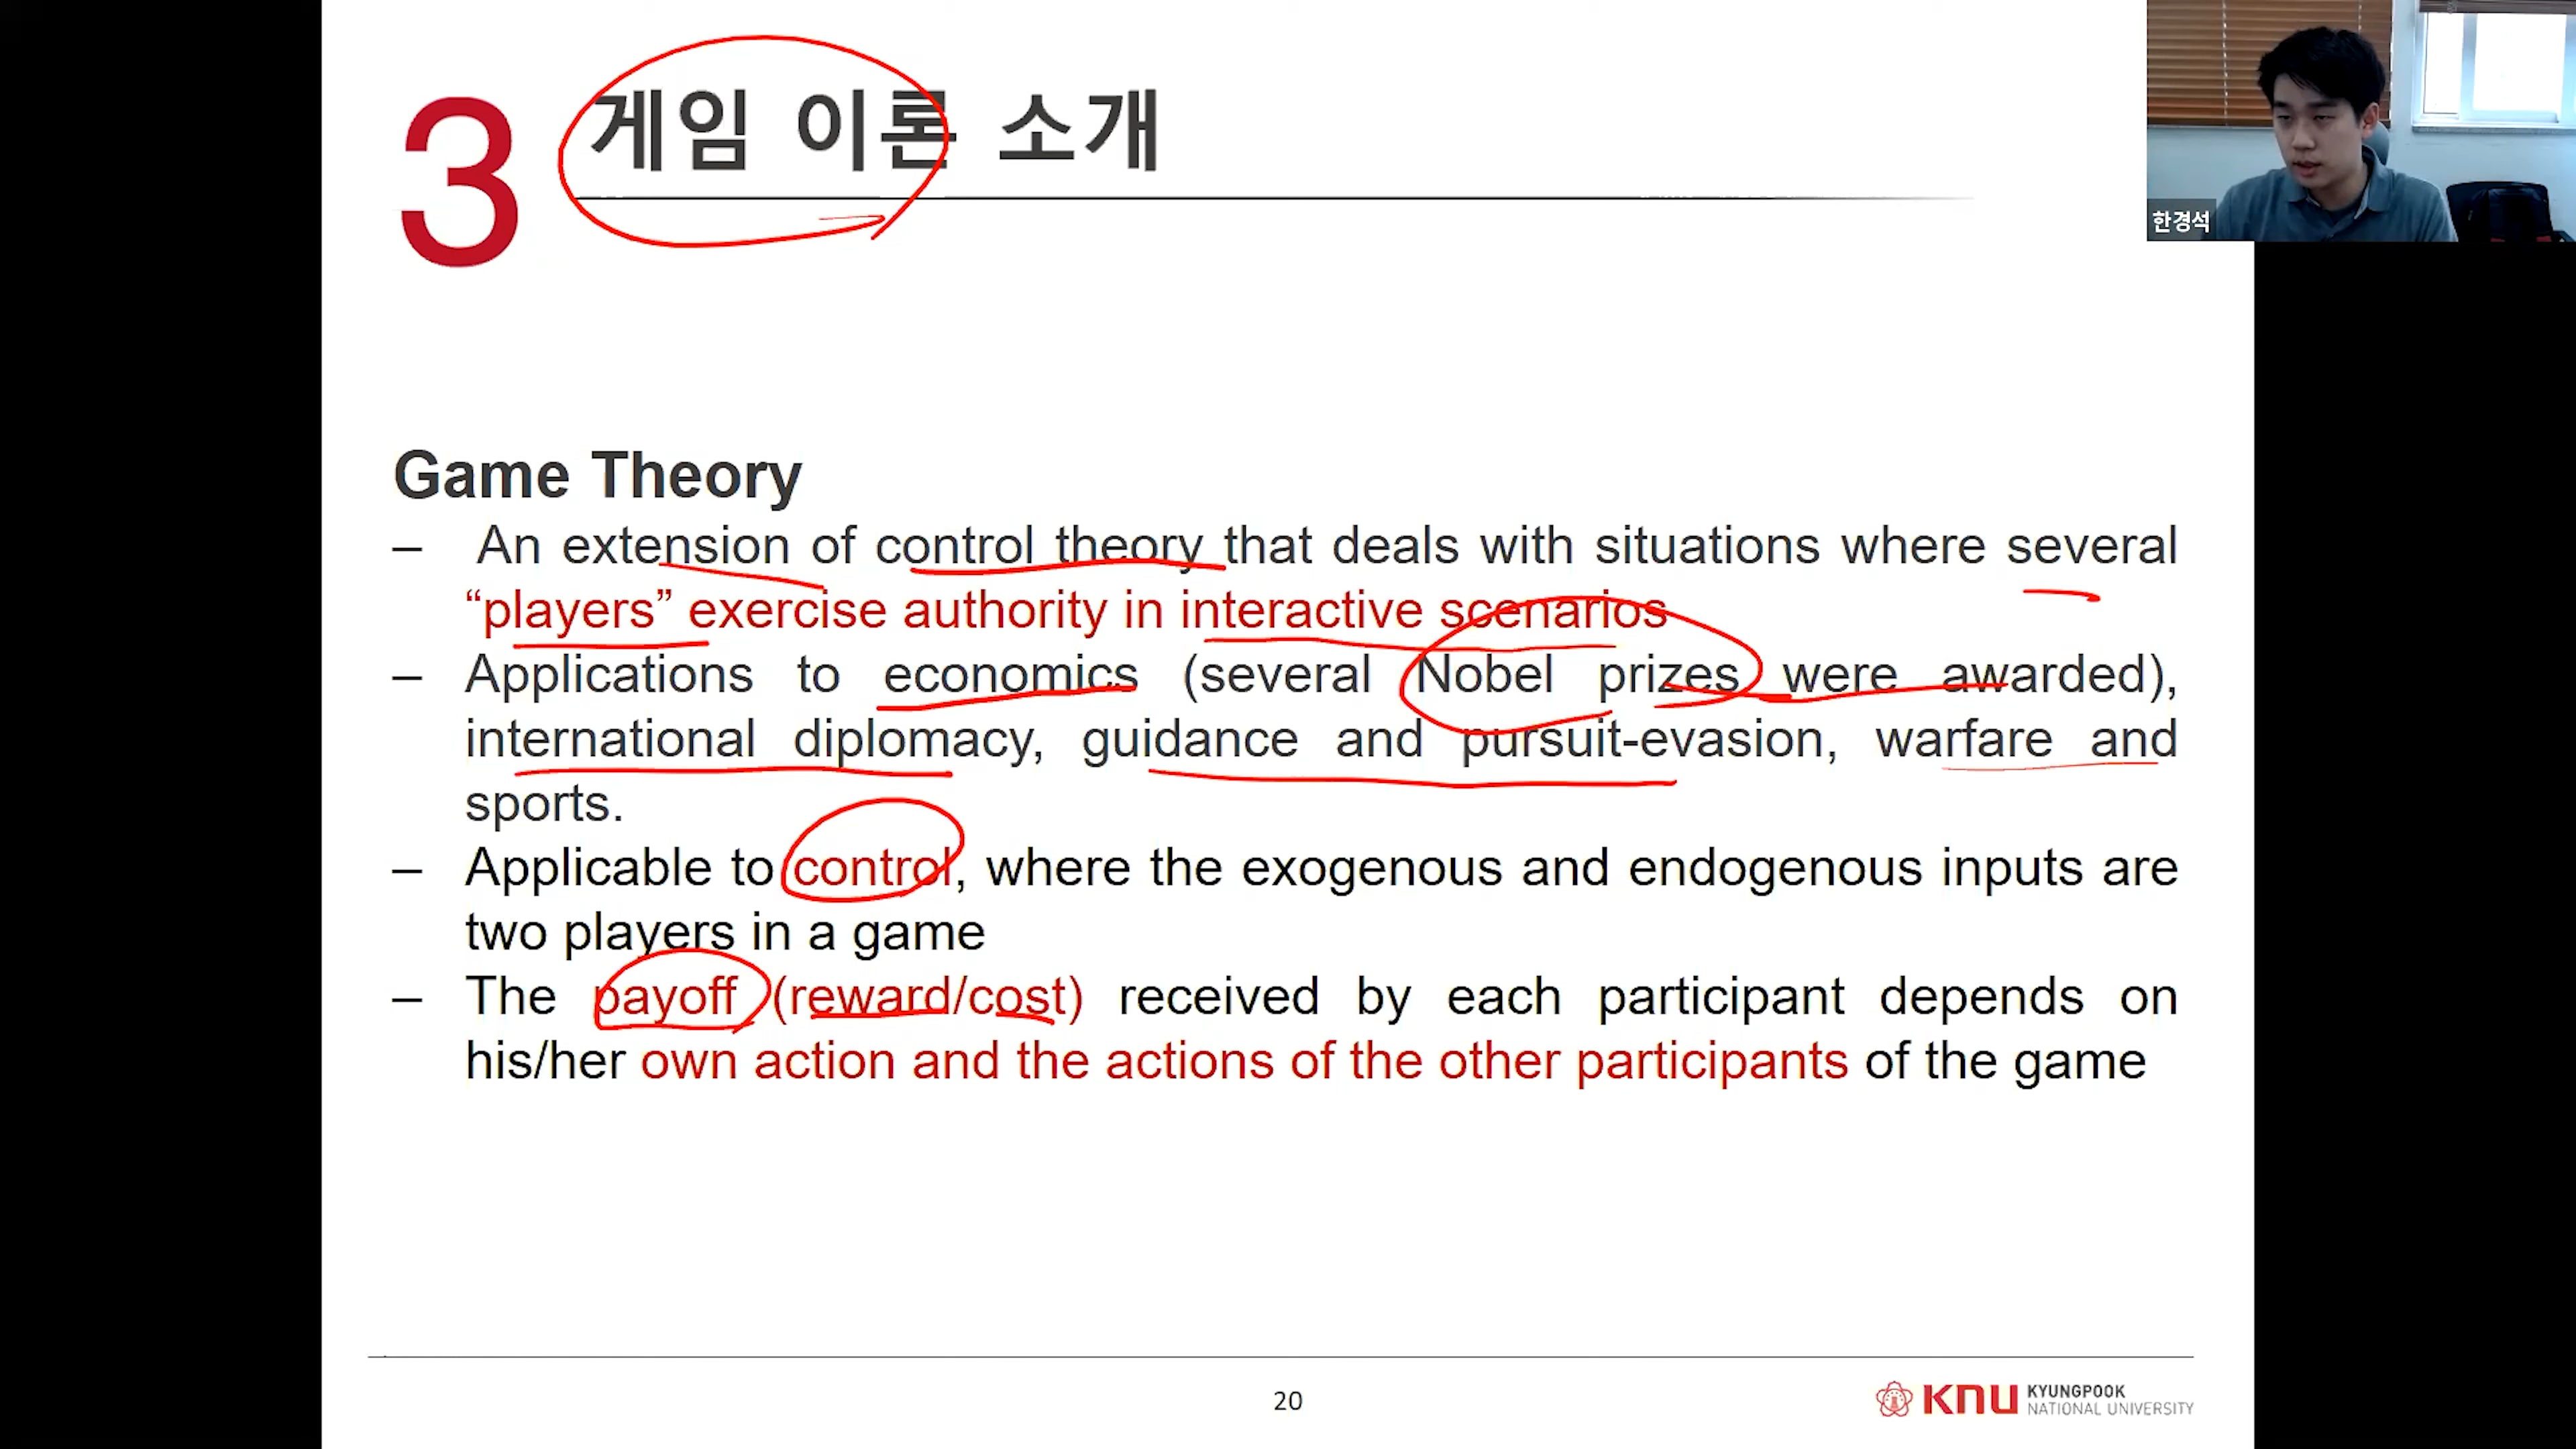 3
게임 이론 소개
한경석
Game Theory
– An extension of control theory that deals with situations where several
“players” exercise authority in interactive scenarios
– Applications to economics (several Nobel prizes were awarded),
international diplomacy, guidance and pursuit-evasion, warfare and
sports.
– Applicable to control, where the exogenous and endogenous inputs are
two players in a game
– The payoff (reward/cost) received by each participant depends on
his/her own action and the actions of the other participants of the game
20
KNU KYUNGPOOK
NATIONAL UNIVERSITY